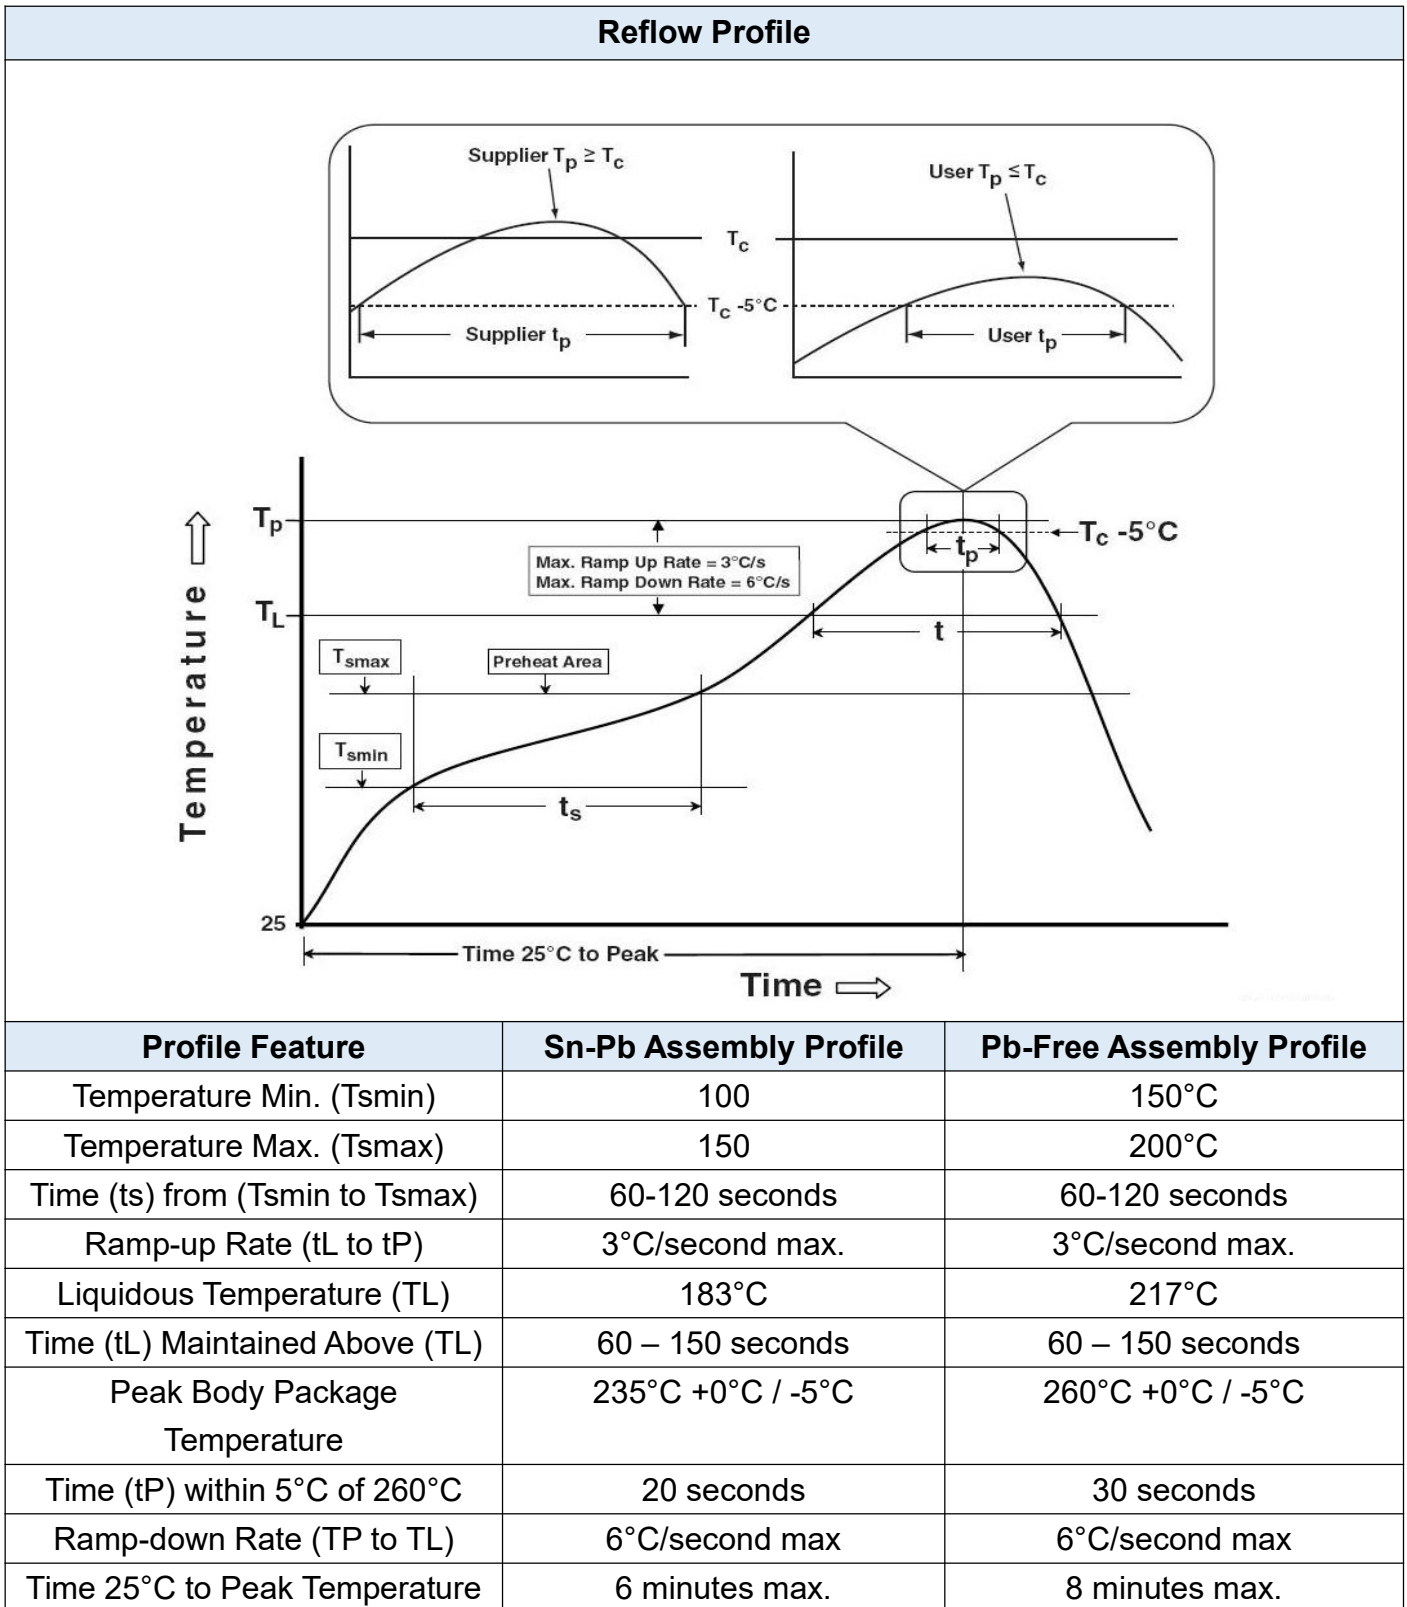 Reflow Profile
Supplier Tp ≥ Tc
User Tp ≤ Tc
Tc
Tc -5°C
Supplier tp
User tp
Tp
Tc -5°C
tp
Max. Ramp Up Rate = 3°C/s
Max. Ramp Down Rate = 6°C/s
TL
t
Tsmax
Preheat Area
Tsmin
ts
Temperature
25
Time 25°C to Peak
Time
Profile Feature Sn-Pb Assembly Profile Pb-Free Assembly Profile
Temperature Min. (Tsmin) 100 150°C
Temperature Max. (Tsmax) 150 200°C
Time (ts) from (Tsmin to Tsmax) 60-120 seconds 60-120 seconds
Ramp-up Rate (tL to tP) 3°C/second max. 3°C/second max.
Liquidous Temperature (TL) 183°C 217°C
Time (tL) Maintained Above (TL) 60 – 150 seconds 60 – 150 seconds
Peak Body Package 235°C +0°C / -5°C 260°C +0°C / -5°C
Temperature
Time (tP) within 5°C of 260°C 20 seconds 30 seconds
Ramp-down Rate (TP to TL) 6°C/second max 6°C/second max
Time 25°C to Peak Temperature 6 minutes max. 8 minutes max.